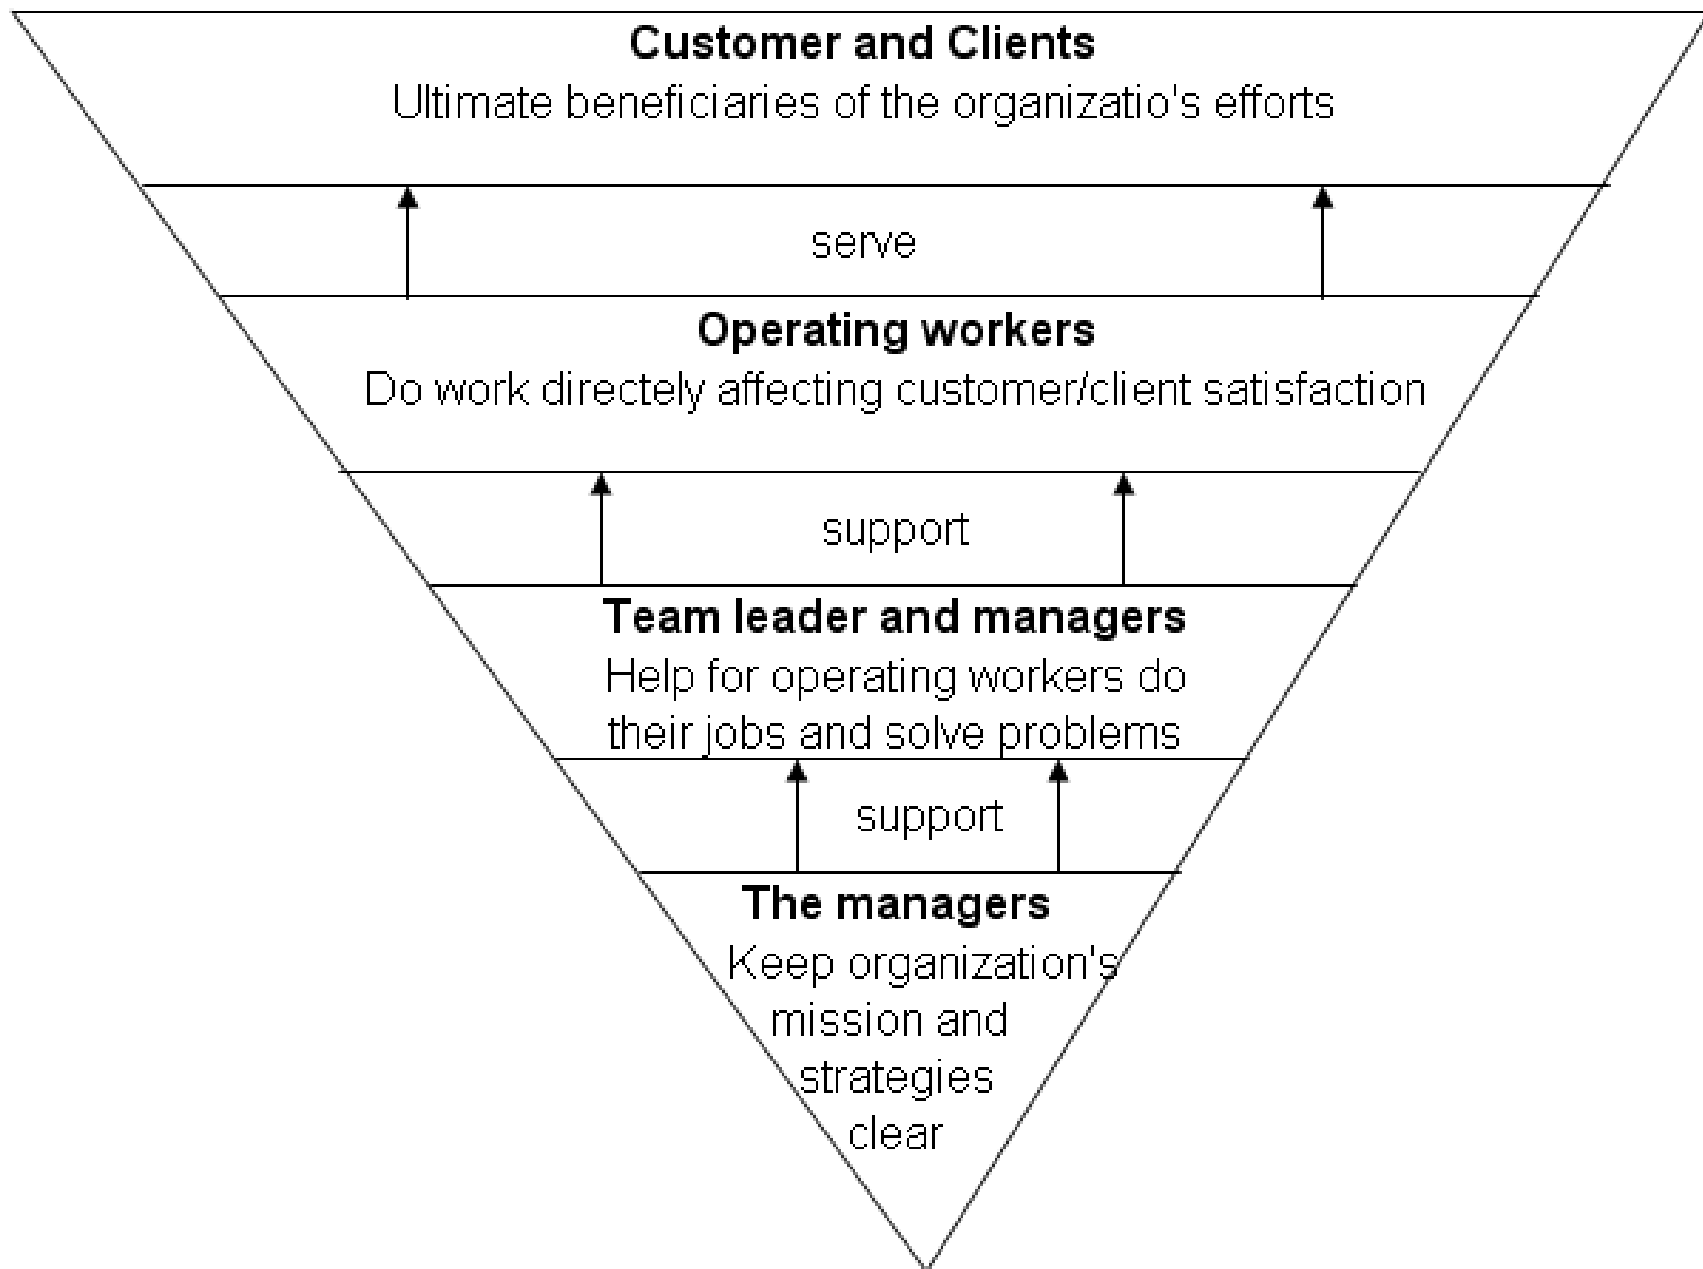 Customer and Clients
Ultimate beneficiaries of the organizatio's efforts
serve
Operating workers
Do work directely affecting customer/client satisfaction
support
Team leader and managers
Help for operating workers do
their jobs and solve problems
support
The managers
Keep organization's
mission and
strategies
clear